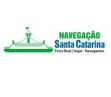 NAVEGAÇÃO
Santa Catarina
Ferry Boat | Itajaí - Navegantes